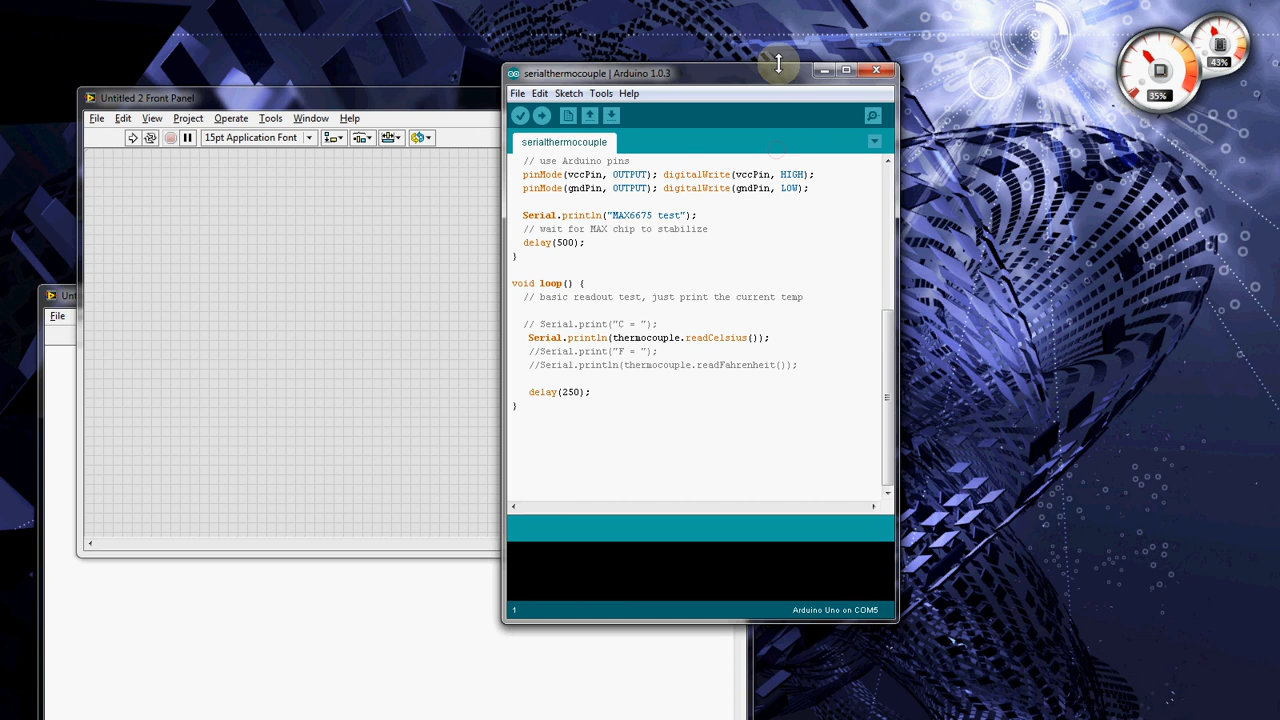 Untitled 2 Front Panel
File Edit View Project Operate Tools Window Help
15pt Application Font
Unt
File
serialthermocouple | Arduino 1.0.3
File Edit Sketch Tools Help
serialthermocouple
// use Arduino pins
pinMode(vccPin, OUTPUT); digitalWrite(vccPin, HIGH);
pinMode(gndPin, OUTPUT); digitalWrite(gndPin, LOW);
Serial.println("MAX6675 test");
// wait for MAX chip to stabilize
delay(500);
}
void loop() {
// basic readout test, just print the current temp
// Serial.print("C = ");
Serial.println(thermocouple.readCelsius());
//Serial.print("F = ");
//Serial.println(thermocouple.readFahrenheit());
delay(250);
}
1
Arduino Uno on COM5
35%
43%